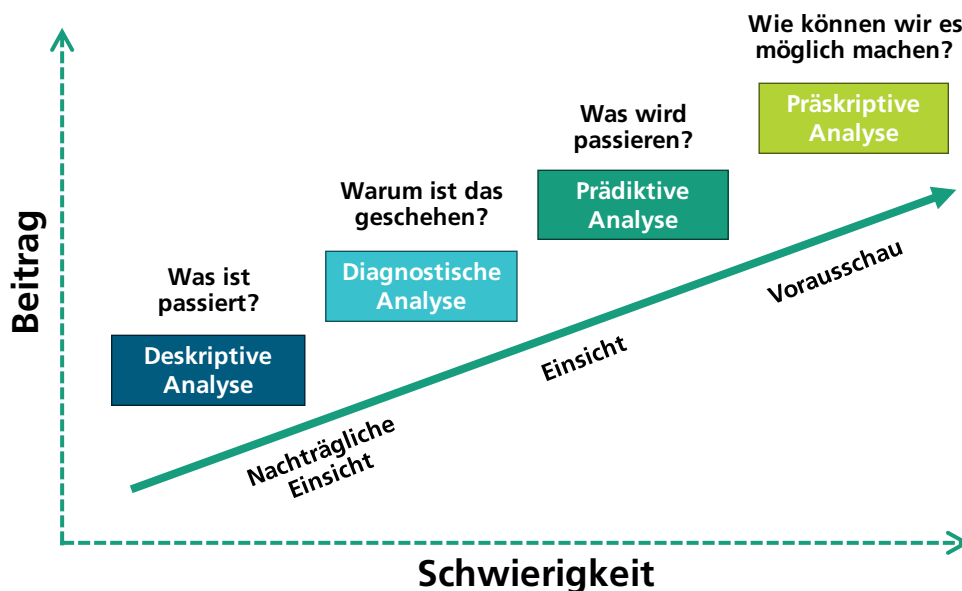 Wie können wir es
möglich machen?
Präskriptive
Analyse
Was wird
passieren?
Prädiktive
Analyse
Warum ist das
geschehen?
Diagnostische
Analyse
Was ist
passiert?
Deskriptive
Analyse
Nachträgliche
Einsicht
Einsicht
Vorausschau
Beitrag
Schwierigkeit